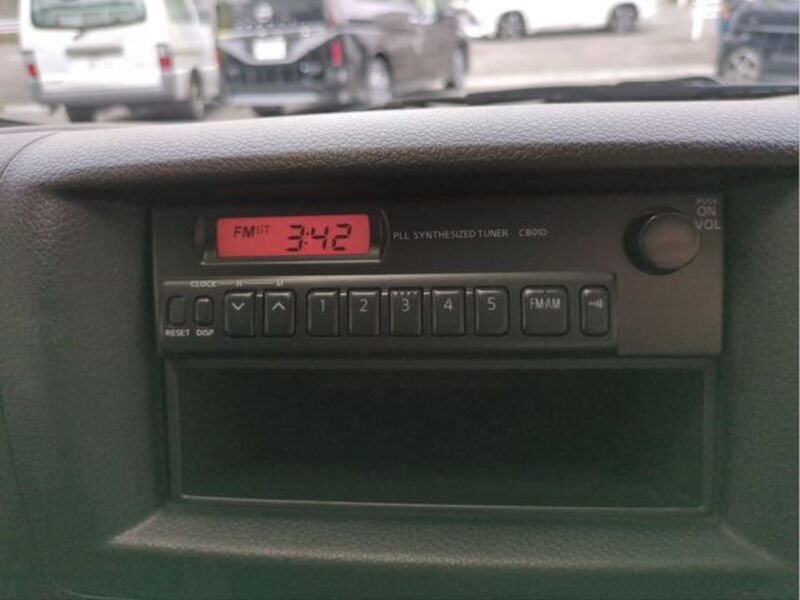 PUSH
ON
VOL
FM ST 3:42
PLL SYNTHESIZED TUNER CB01D
CLOCK H M
1 2 3 4 5 FM·AM
RESET DISP